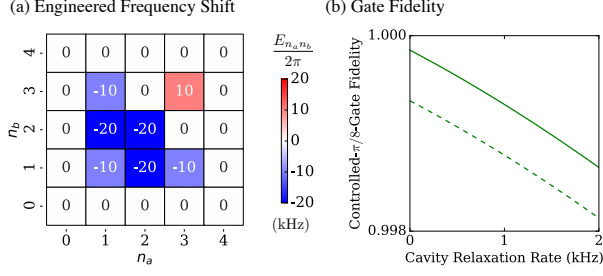 (a) Engineered Frequency Shift
4 0 0 0 0 0
3 0 -10 0 10 0
2 0 -20 -20 0 0
1 0 -10 -20 -10 0
0 0 0 0 0 0
0 1 2 3 4
n_b
n_a
E_{n_a n_b}
2π
20
10
0
-10
-20
(kHz)
(b) Gate Fidelity
1.000
0.998
Controlled-π/8-Gate Fidelity
0 1 2
Cavity Relaxation Rate (kHz)